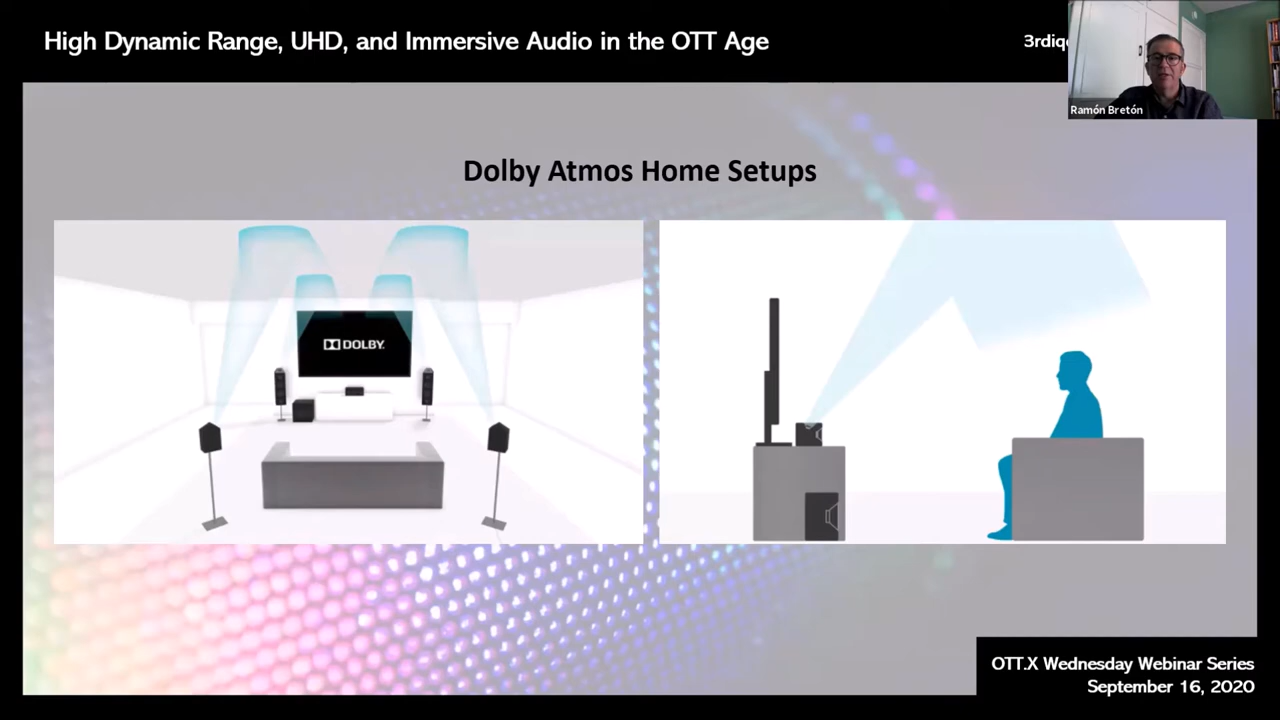 High Dynamic Range, UHD, and Immersive Audio in the OTT Age
Ramón Bretón
Dolby Atmos Home Setups
DOLBY
OTT.X Wednesday Webinar Series
September 16, 2020